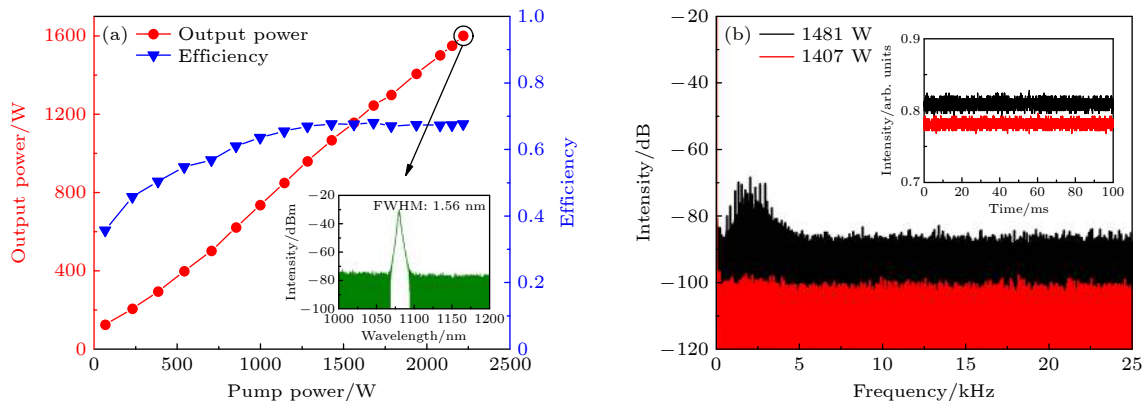 (a)
Output power
Efficiency
1600
1200
800
400
0
Output power/W
1.0
0.8
0.6
0.4
0.2
0
Efficiency
0 500 1000 1500 2000 2500
Pump power/W
FWHM: 1.56 nm
−20
−40
−60
−80
−100
Intensity/dBm
1000 1050 1100 1150 1200
Wavelength/nm
(b)
1481 W
1407 W
−20
−40
−60
−80
−100
−120
Intensity/dB
0 5 10 15 20 25
Frequency/kHz
0.9
0.8
0.7
Intensity/arb. units
0 20 40 60 80 100
Time/ms